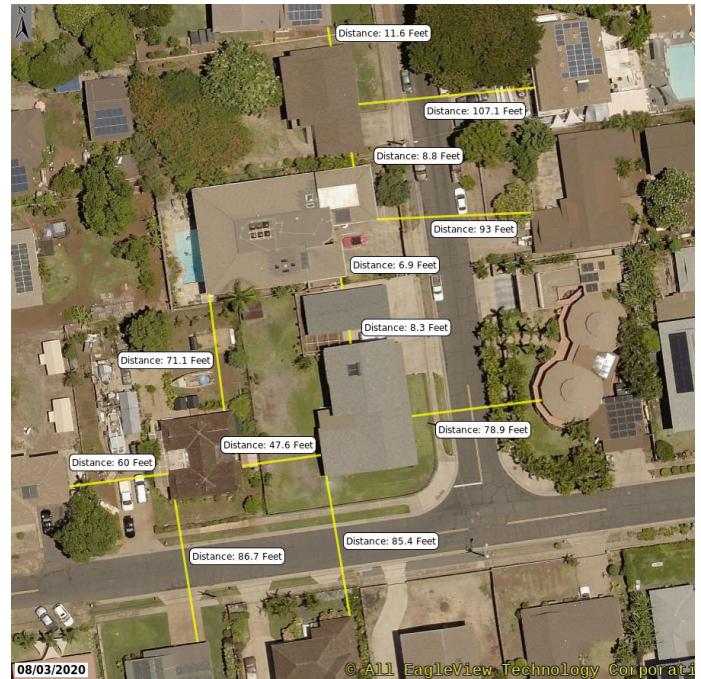 N
Distance: 11.6 Feet
Distance: 107.1 Feet
Distance: 8.8 Feet
Distance: 93 Feet
Distance: 6.9 Feet
Distance: 8.3 Feet
Distance: 71.1 Feet
Distance: 78.9 Feet
Distance: 47.6 Feet
Distance: 60 Feet
Distance: 85.4 Feet
Distance: 86.7 Feet
08/03/2020
© All EagleView Technology Corporati